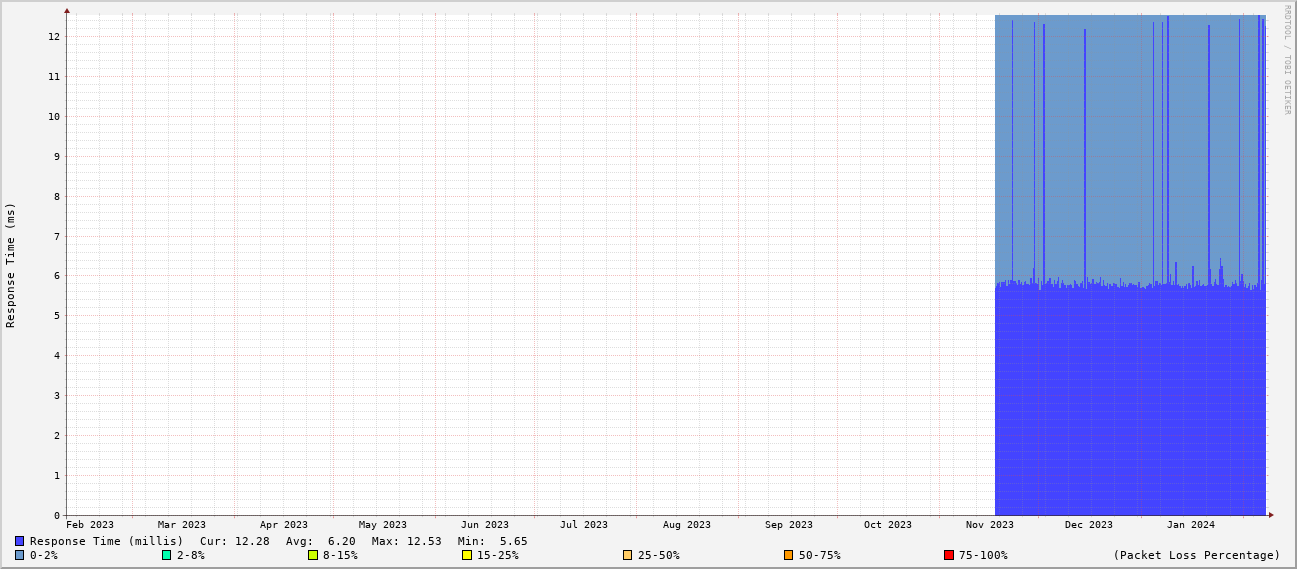 RRDTOOL / TOBI OETIKER
Response Time (ms)
12
11
10
9
8
7
6
5
4
3
2
1
0
Feb 2023 Mar 2023 Apr 2023 May 2023 Jun 2023 Jul 2023 Aug 2023 Sep 2023 Oct 2023 Nov 2023 Dec 2023 Jan 2024
Response Time (millis) Cur: 12.28 Avg: 6.20 Max: 12.53 Min: 5.65
0-2% 2-8% 8-15% 15-25% 25-50% 50-75% 75-100% (Packet Loss Percentage)